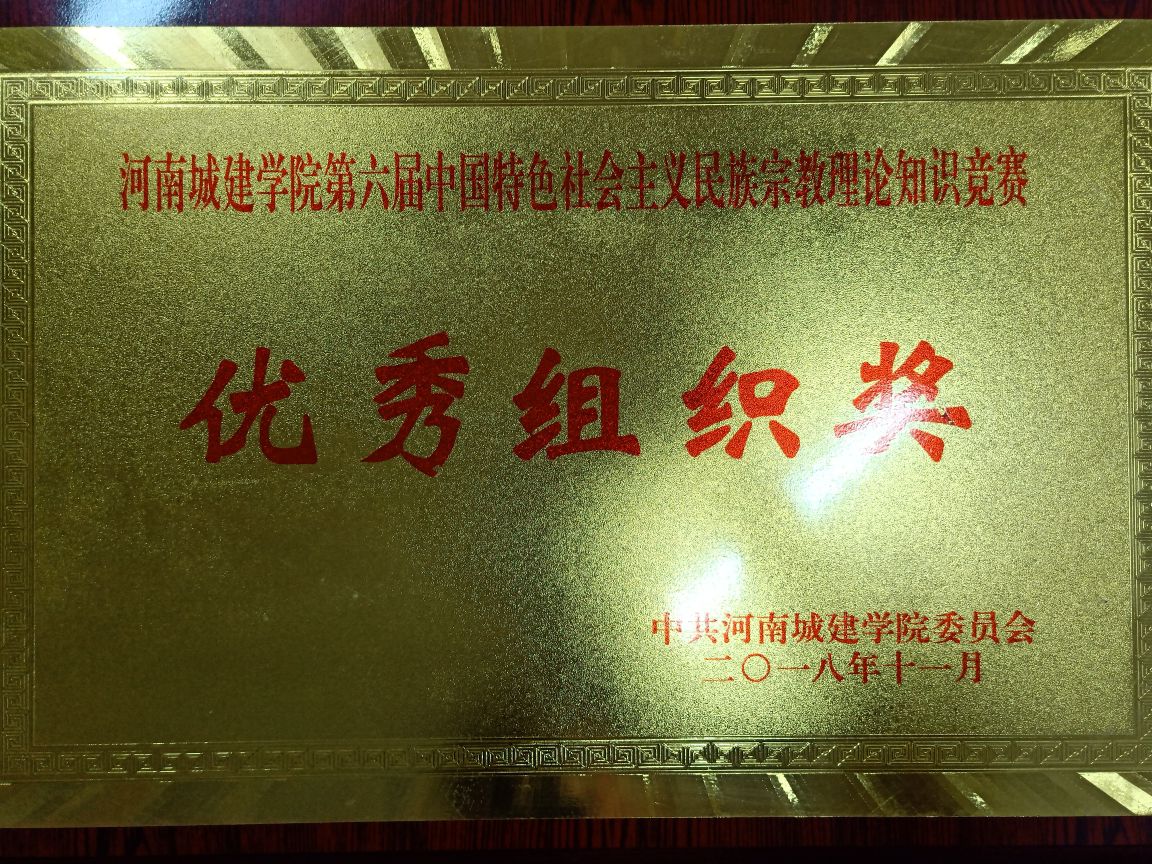 河南城建学院第六届中国特色社会主义民族宗教理论知识竞赛
优秀组织奖
中共河南城建学院委员会
二〇一八年十一月